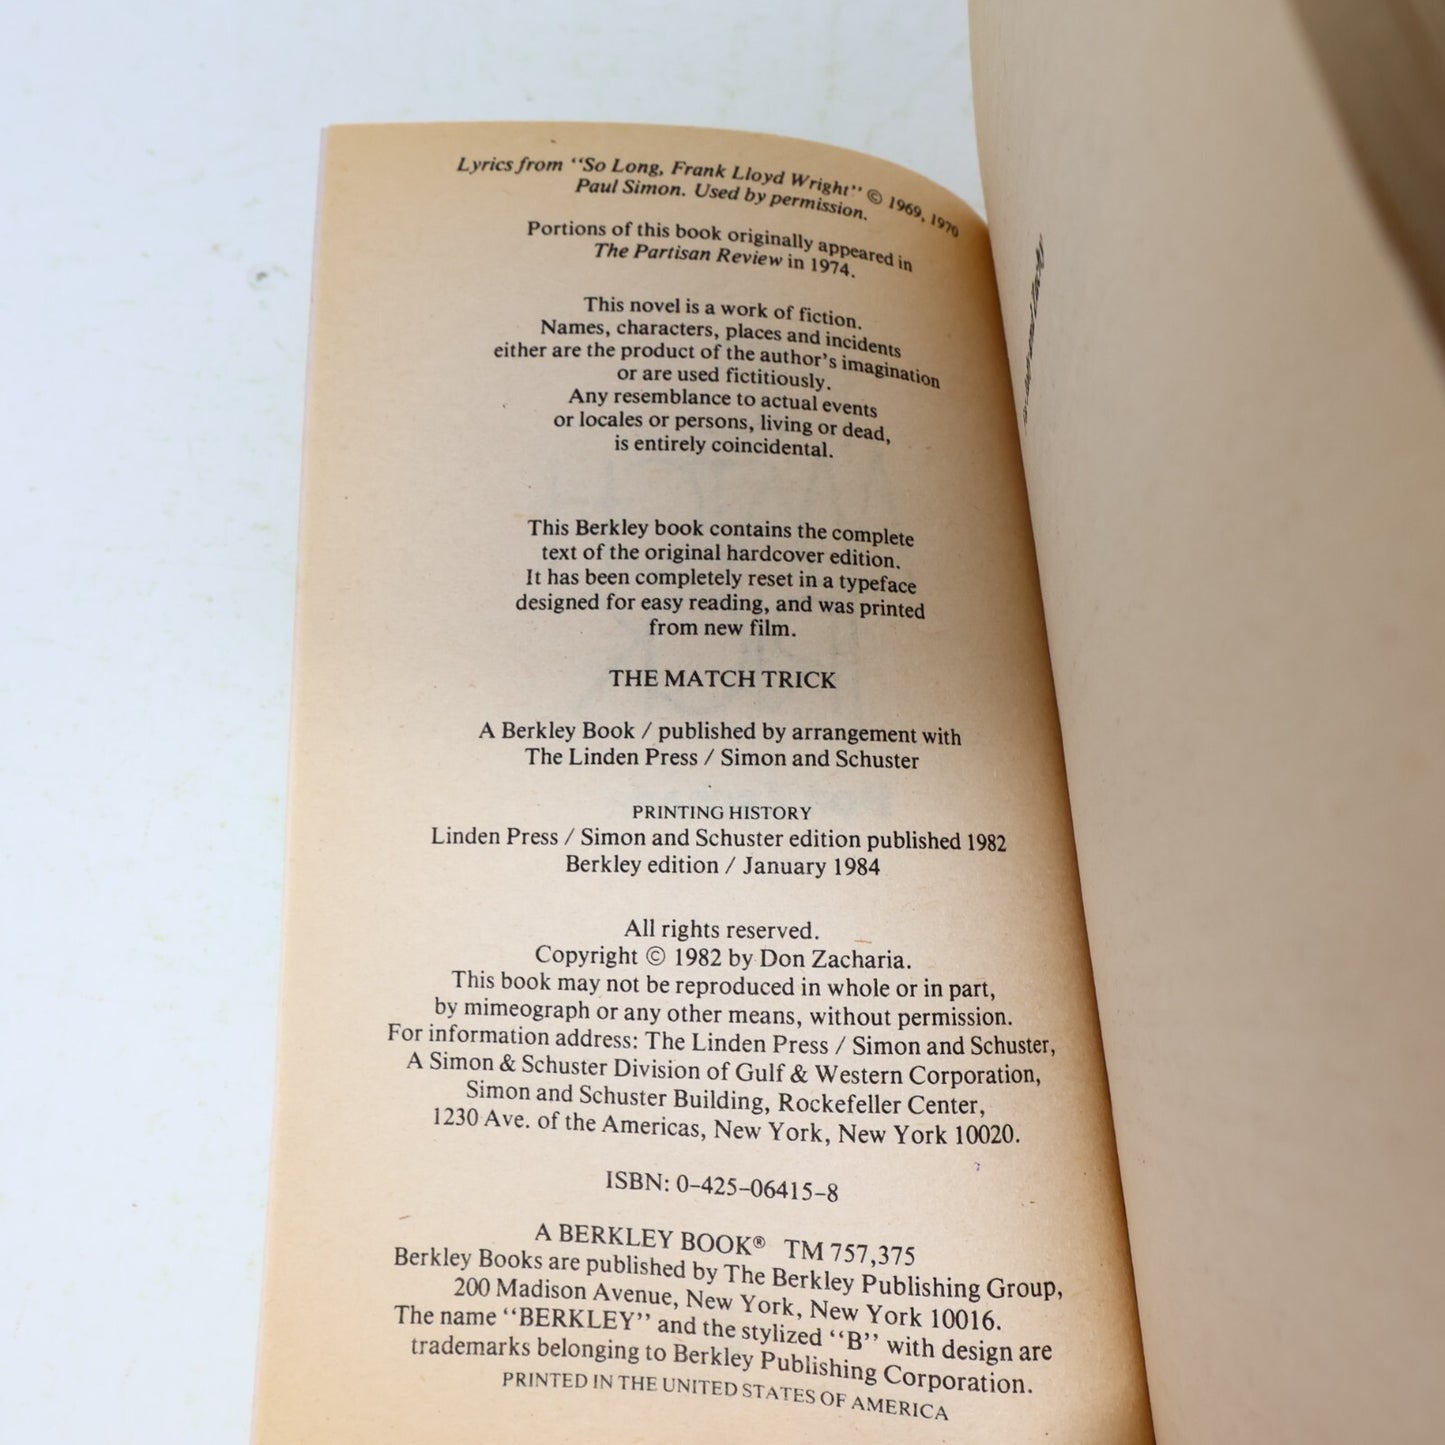 Lyrics from "So Long, Frank Lloyd Wright" © 1969, 1970
Paul Simon. Used by permission.
Portions of this book originally appeared in
The Partisan Review in 1974.
This novel is a work of fiction.
Names, characters, places and incidents
either are the product of the author's imagination
or are used fictitiously.
Any resemblance to actual events
or locales or persons, living or dead,
is entirely coincidental.
This Berkley book contains the complete
text of the original hardcover edition.
It has been completely reset in a typeface
designed for easy reading, and was printed
from new film.
THE MATCH TRICK
A Berkley Book / published by arrangement with
The Linden Press / Simon and Schuster
PRINTING HISTORY
Linden Press / Simon and Schuster edition published 1982
Berkley edition / January 1984
All rights reserved.
Copyright © 1982 by Don Zacharia.
This book may not be reproduced in whole or in part,
by mimeograph or any other means, without permission.
For information address: The Linden Press / Simon and Schuster,
A Simon & Schuster Division of Gulf & Western Corporation,
Simon and Schuster Building, Rockefeller Center,
1230 Ave. of the Americas, New York, New York 10020.
ISBN: 0-425-06415-8
A BERKLEY BOOK® TM 757,375
Berkley Books are published by The Berkley Publishing Group,
200 Madison Avenue, New York, New York 10016.
The name "BERKLEY" and the stylized "B" with design are
trademarks belonging to Berkley Publishing Corporation.
PRINTED IN THE UNITED STATES OF AMERICA